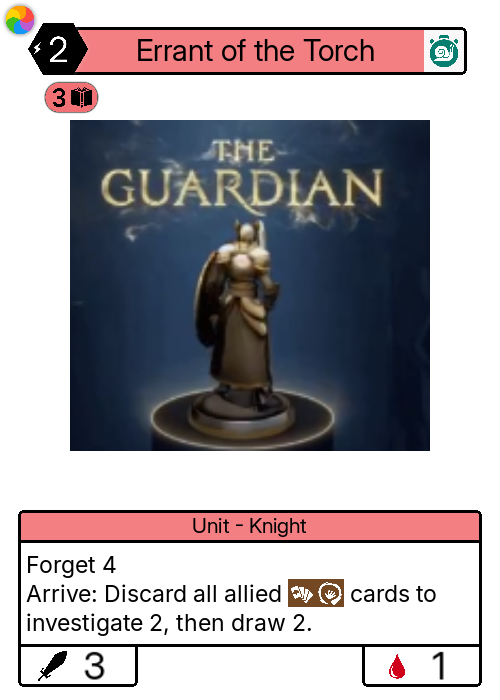 2
Errant of the Torch
3
THE
GUARDIAN
Unit - Knight
Forget 4
Arrive: Discard all allied cards to
investigate 2, then draw 2.
3
1